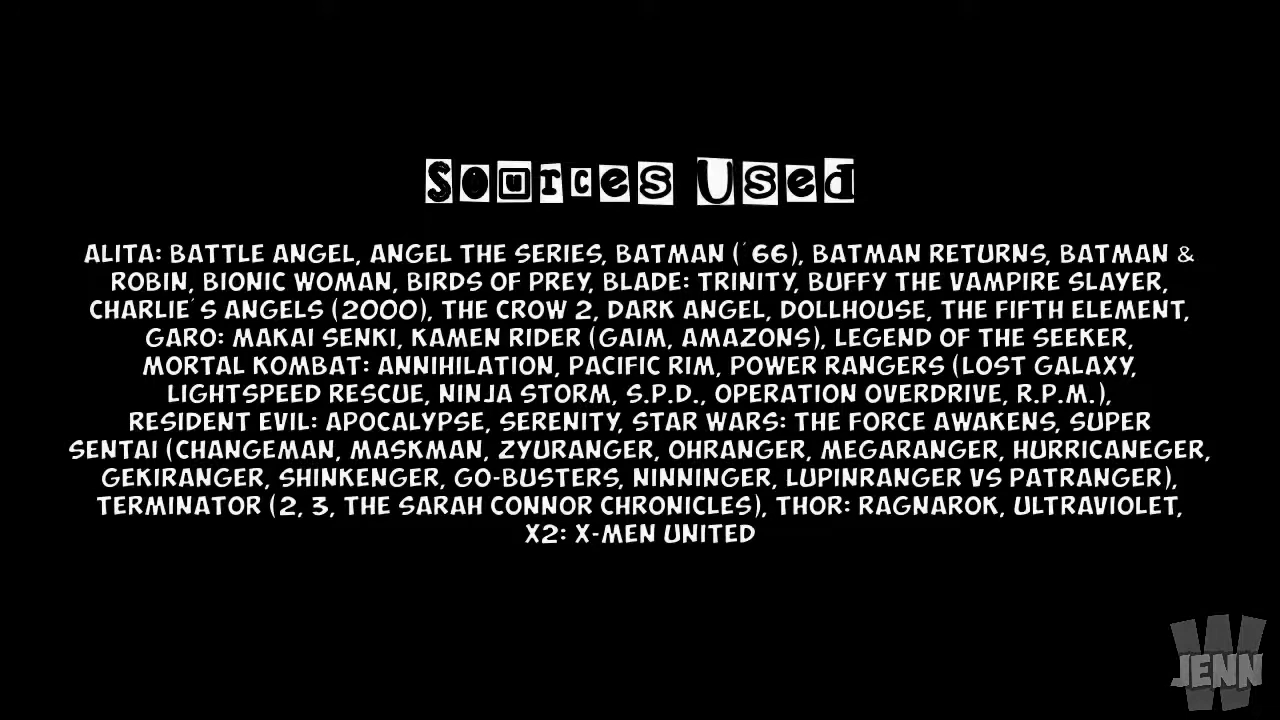 Sources Used
ALITA: BATTLE ANGEL, ANGEL THE SERIES, BATMAN ('66), BATMAN RETURNS, BATMAN &
ROBIN, BIONIC WOMAN, BIRDS OF PREY, BLADE: TRINITY, BUFFY THE VAMPIRE SLAYER,
CHARLIE'S ANGELS (2000), THE CROW 2, DARK ANGEL, DOLLHOUSE, THE FIFTH ELEMENT,
GARO: MAKAI SENKI, KAMEN RIDER (GAIM, AMAZONS), LEGEND OF THE SEEKER,
MORTAL KOMBAT: ANNIHILATION, PACIFIC RIM, POWER RANGERS (LOST GALAXY,
LIGHTSPEED RESCUE, NINJA STORM, S.P.D., OPERATION OVERDRIVE, R.P.M.),
RESIDENT EVIL: APOCALYPSE, SERENITY, STAR WARS: THE FORCE AWAKENS, SUPER
SENTAI (CHANGEMAN, MASKMAN, ZYURANGER, OHRANGER, MEGARANGER, HURRICANEGER,
GEKIRANGER, SHINKENGER, GO-BUSTERS, NINNINGER, LUPINRANGER VS PATRANGER),
TERMINATOR (2, 3, THE SARAH CONNOR CHRONICLES), THOR: RAGNAROK, ULTRAVIOLET,
X2: X-MEN UNITED
W
JENN